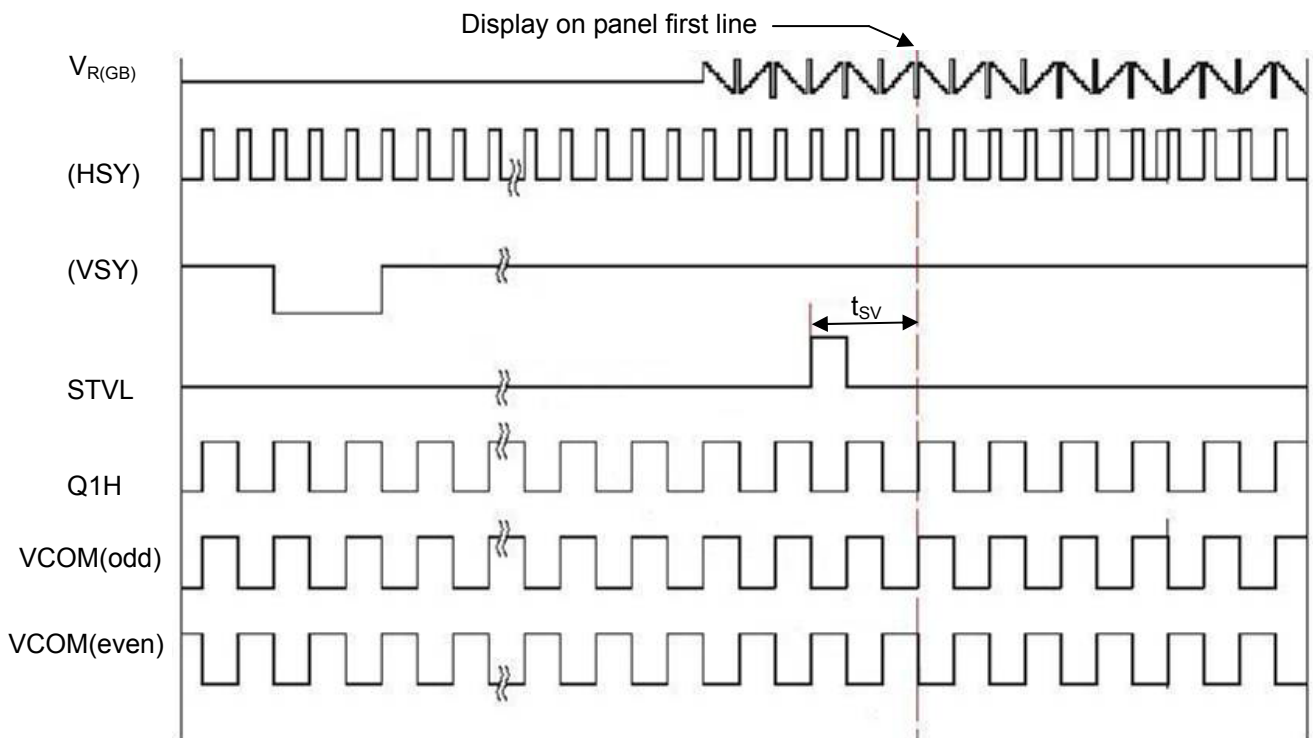 Display on panel first line
VR(GB)
(HSY)
(VSY)
tSV
STVL
Q1H
VCOM(odd)
VCOM(even)